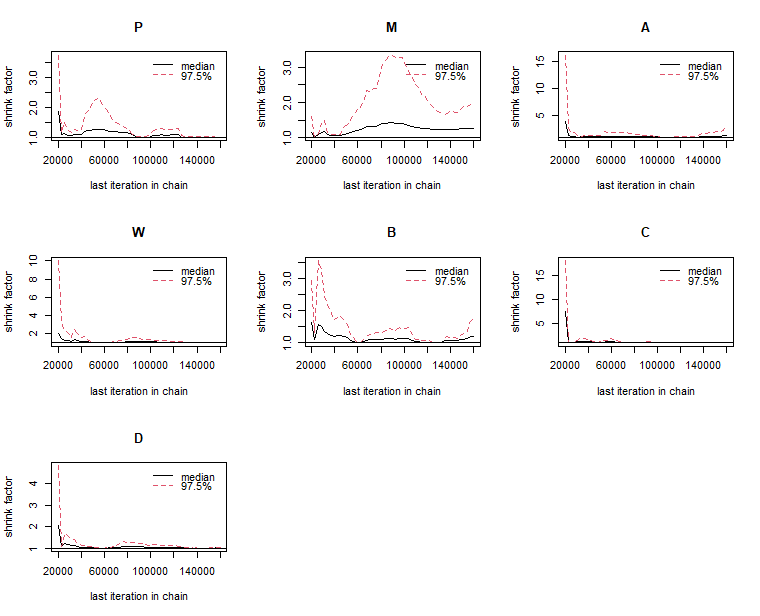 P
shrink factor
1.0 2.0 3.0
median
97.5%
20000 60000 100000 140000
last iteration in chain
M
shrink factor
1.0 2.0 3.0
median
97.5%
20000 60000 100000 140000
last iteration in chain
A
shrink factor
5 10 15
median
97.5%
20000 60000 100000 140000
last iteration in chain
W
shrink factor
2 4 6 8 10
median
97.5%
20000 60000 100000 140000
last iteration in chain
B
shrink factor
1.0 2.0 3.0
median
97.5%
20000 60000 100000 140000
last iteration in chain
C
shrink factor
5 10 15
median
97.5%
20000 60000 100000 140000
last iteration in chain
D
shrink factor
1 2 3 4
median
97.5%
20000 60000 100000 140000
last iteration in chain